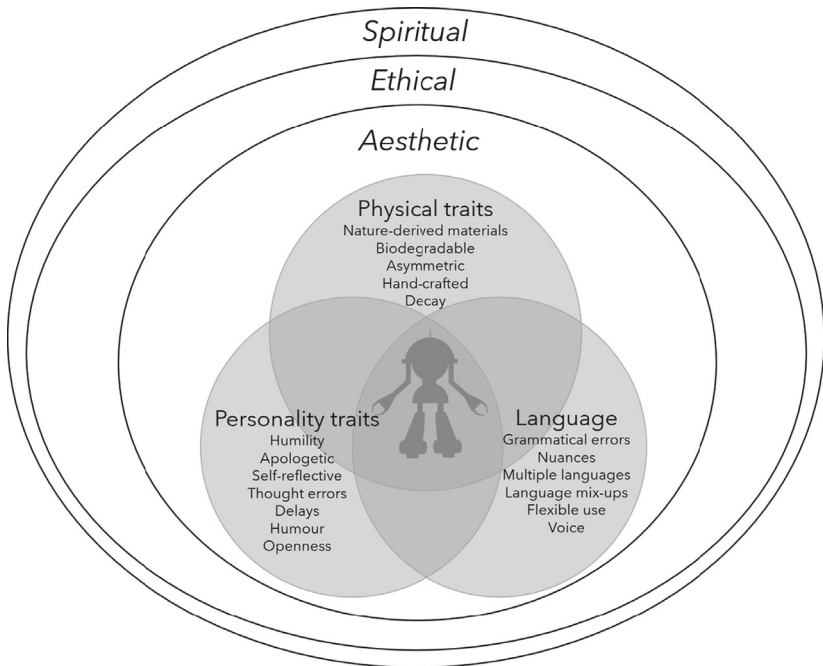 Spiritual
Ethical
Aesthetic
Physical traits
Nature-derived materials
Biodegradable
Asymmetric
Hand-crafted
Decay
Personality traits
Humility
Apologetic
Self-reflective
Thought errors
Delays
Humour
Openness
Language
Grammatical errors
Nuances
Multiple languages
Language mix-ups
Flexible use
Voice